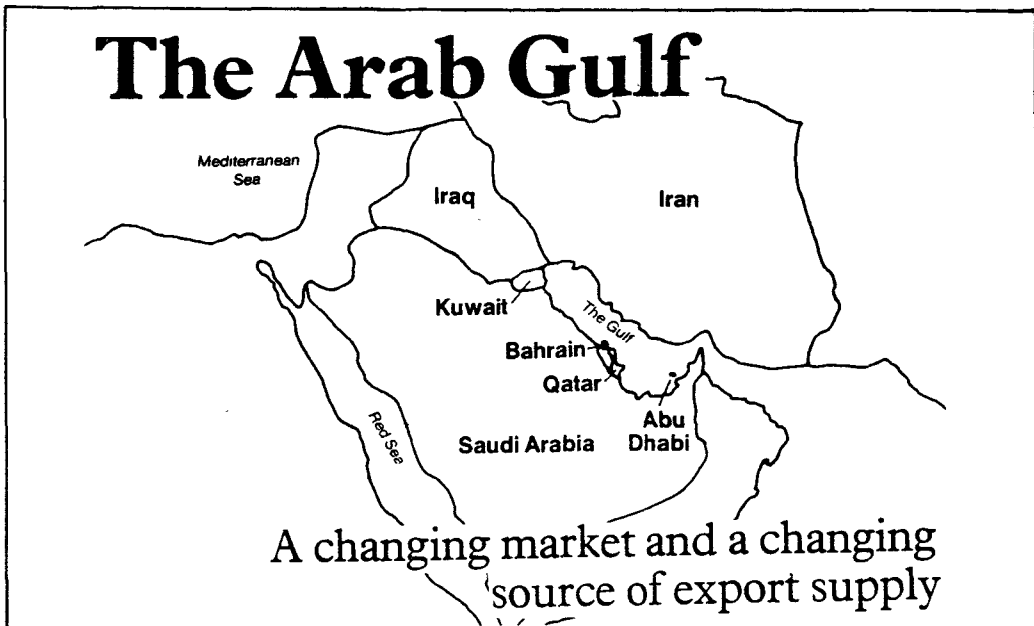 The Arab Gulf
Mediterranean
Sea
Iraq
Iran
Kuwait
The Gulf
Bahrain
Qatar
Abu
Dhabi
Red Sea
Saudi Arabia
A changing market and a changing
source of export supply